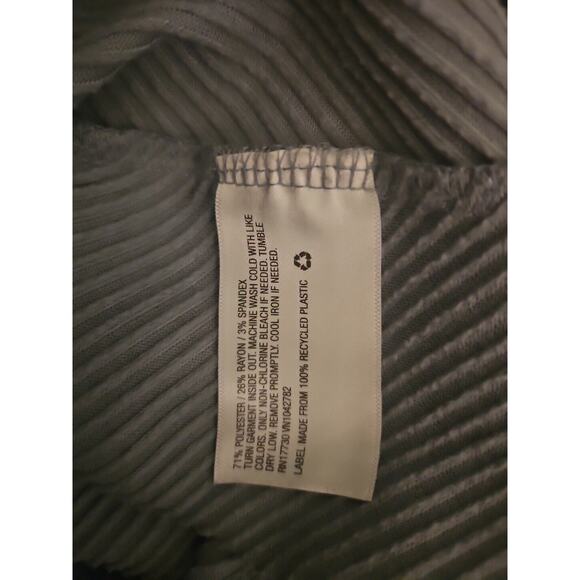 71% POLYESTER / 26% RAYON / 3% SPANDEX
TURN GARMENT INSIDE OUT. MACHINE WASH COLD WITH LIKE
COLORS. ONLY NON-CHLORINE BLEACH IF NEEDED. TUMBLE
DRY LOW. REMOVE PROMPTLY. COOL IRON IF NEEDED.
RN17730 VN1042782
LABEL MADE FROM 100% RECYCLED PLASTIC